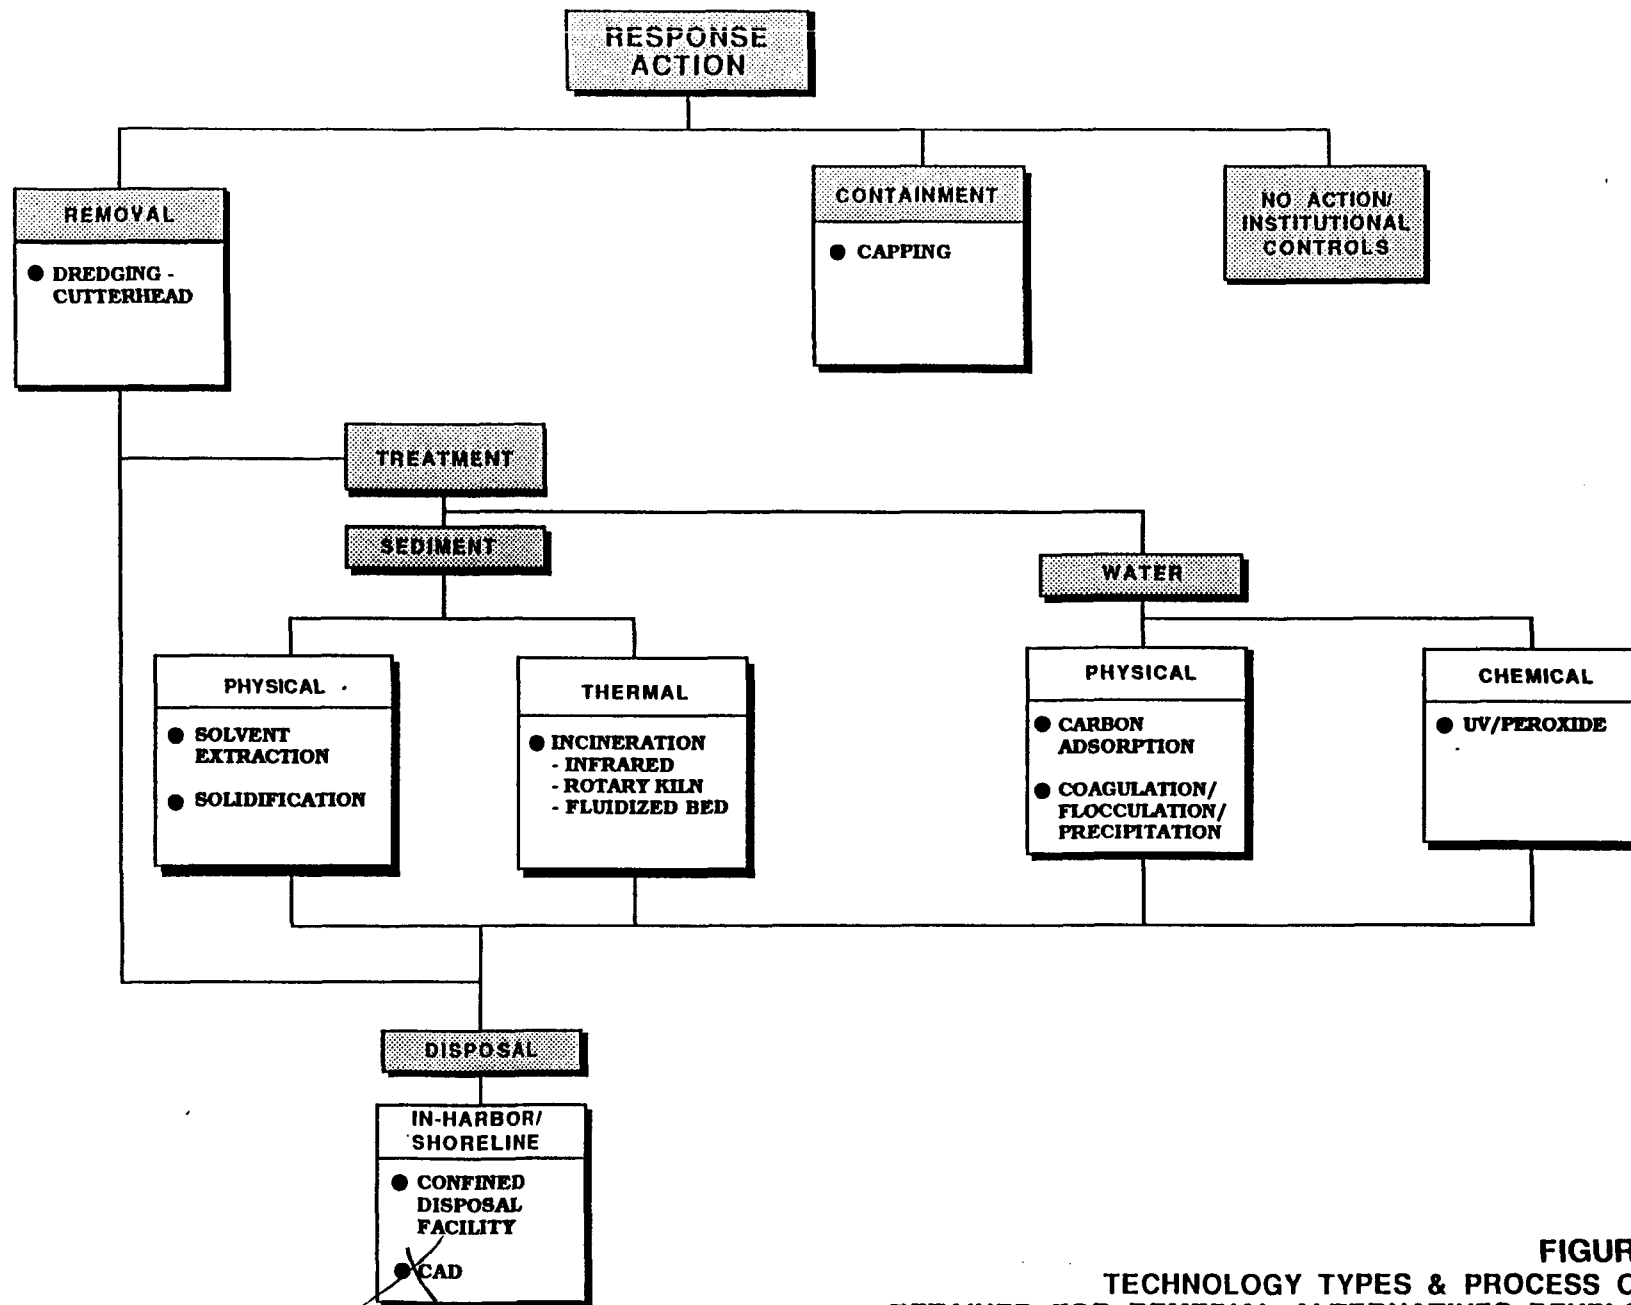 RESPONSE
ACTION
REMOVAL
● DREDGING -
CUTTERHEAD
CONTAINMENT
● CAPPING
NO ACTION/
INSTITUTIONAL
CONTROLS
TREATMENT
SEDIMENT
WATER
PHYSICAL
● SOLVENT
EXTRACTION
● SOLIDIFICATION
THERMAL
● INCINERATION
- INFRARED
- ROTARY KILN
- FLUIDIZED BED
PHYSICAL
● CARBON
ADSORPTION
● COAGULATION/
FLOCCULATION/
PRECIPITATION
CHEMICAL
● UV/PEROXIDE
DISPOSAL
IN-HARBOR/
SHORELINE
● CONFINED
DISPOSAL
FACILITY
● CAD
FIGUR
TECHNOLOGY TYPES & PROCESS